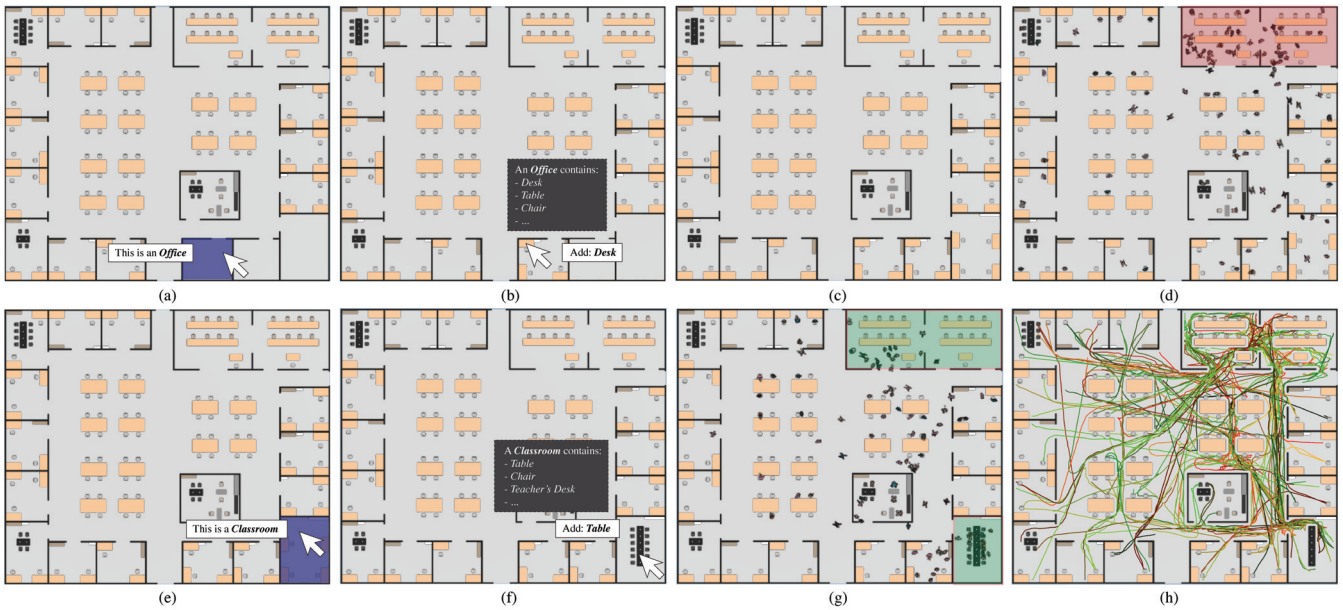 This is an Office
An Office contains:
- Desk
- Table
- Chair
- ...
Add: Desk
(a)
(b)
(c)
(d)
This is a Classroom
A Classroom contains:
- Table
- Chair
- Teacher's Desk
- ...
Add: Table
(e)
(f)
(g)
(h)